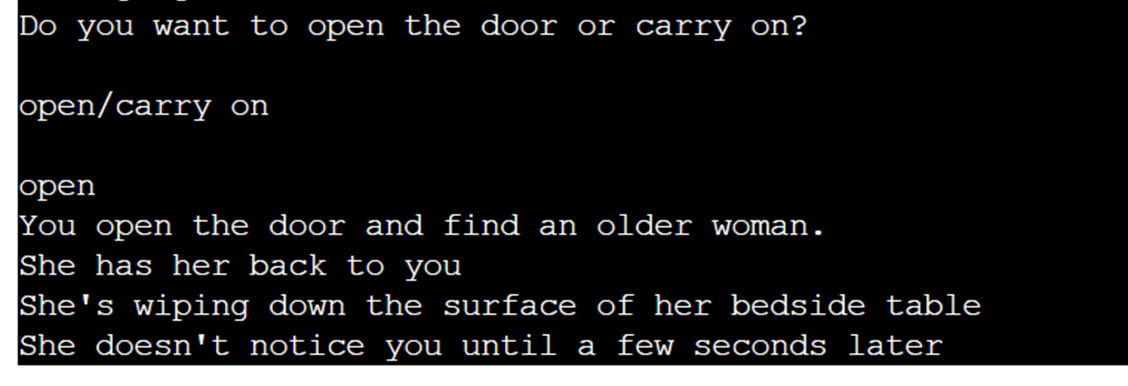 Do you want to open the door or carry on?
open/carry on
open
You open the door and find an older woman.
She has her back to you
She's wiping down the surface of her bedside table
She doesn't notice you until a few seconds later